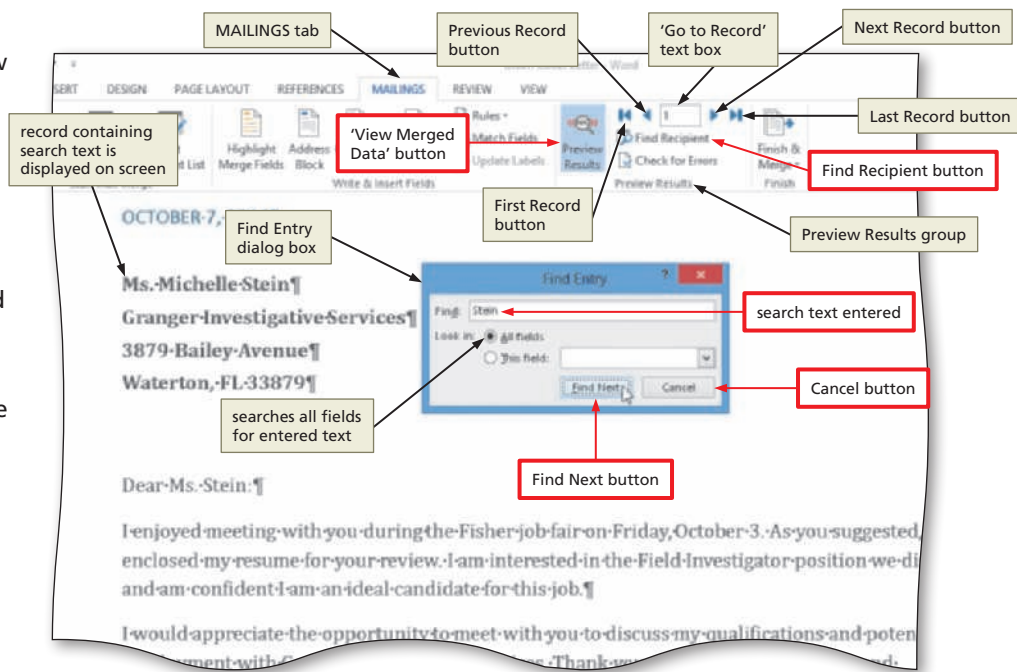 MAILINGS tab
Previous Record
button
‘Go to Record’
text box
Next Record button
Word
DESIGN PAGE LAYOUT REFERENCES MAILINGS REVIEW VIEW
record containing
search text is
displayed on screen
Highlight
Merge Fields
Address
Block
‘View Merged
Data’ button
Rules
Match Fields
Update Labels
Preview
Results
1
Find Recipient
Check for Errors
Finish &
Merge
Last Record button
Find Recipient button
Write & Insert Fields
Preview Results
Finish
First Record
button
Preview Results group
OCTOBER·7,·
Find Entry
dialog box
Ms.·Michelle·Stein¶
Granger·Investigative·Services¶
3879·Bailey·Avenue¶
Waterton,·FL·33879¶
Find Entry ?
Find: Stein
search text entered
Look in: All fields
This field:
Find Next Cancel
Cancel button
searches all fields
for entered text
Find Next button
Dear·Ms.·Stein:¶
I·enjoyed·meeting·with·you·during·the·Fisher·job·fair·on·Friday,·October·3.·As·you·suggested,
enclosed·my·resume·for·your·review.·I·am·interested·in·the·Field·Investigator·position·we·di
and·am·confident·I·am·an·ideal·candidate·for·this·job.¶
I·would·appreciate·the·opportunity·to·meet·with·you·to·discuss·my·qualifications·and·poten
·with·
·Thank·